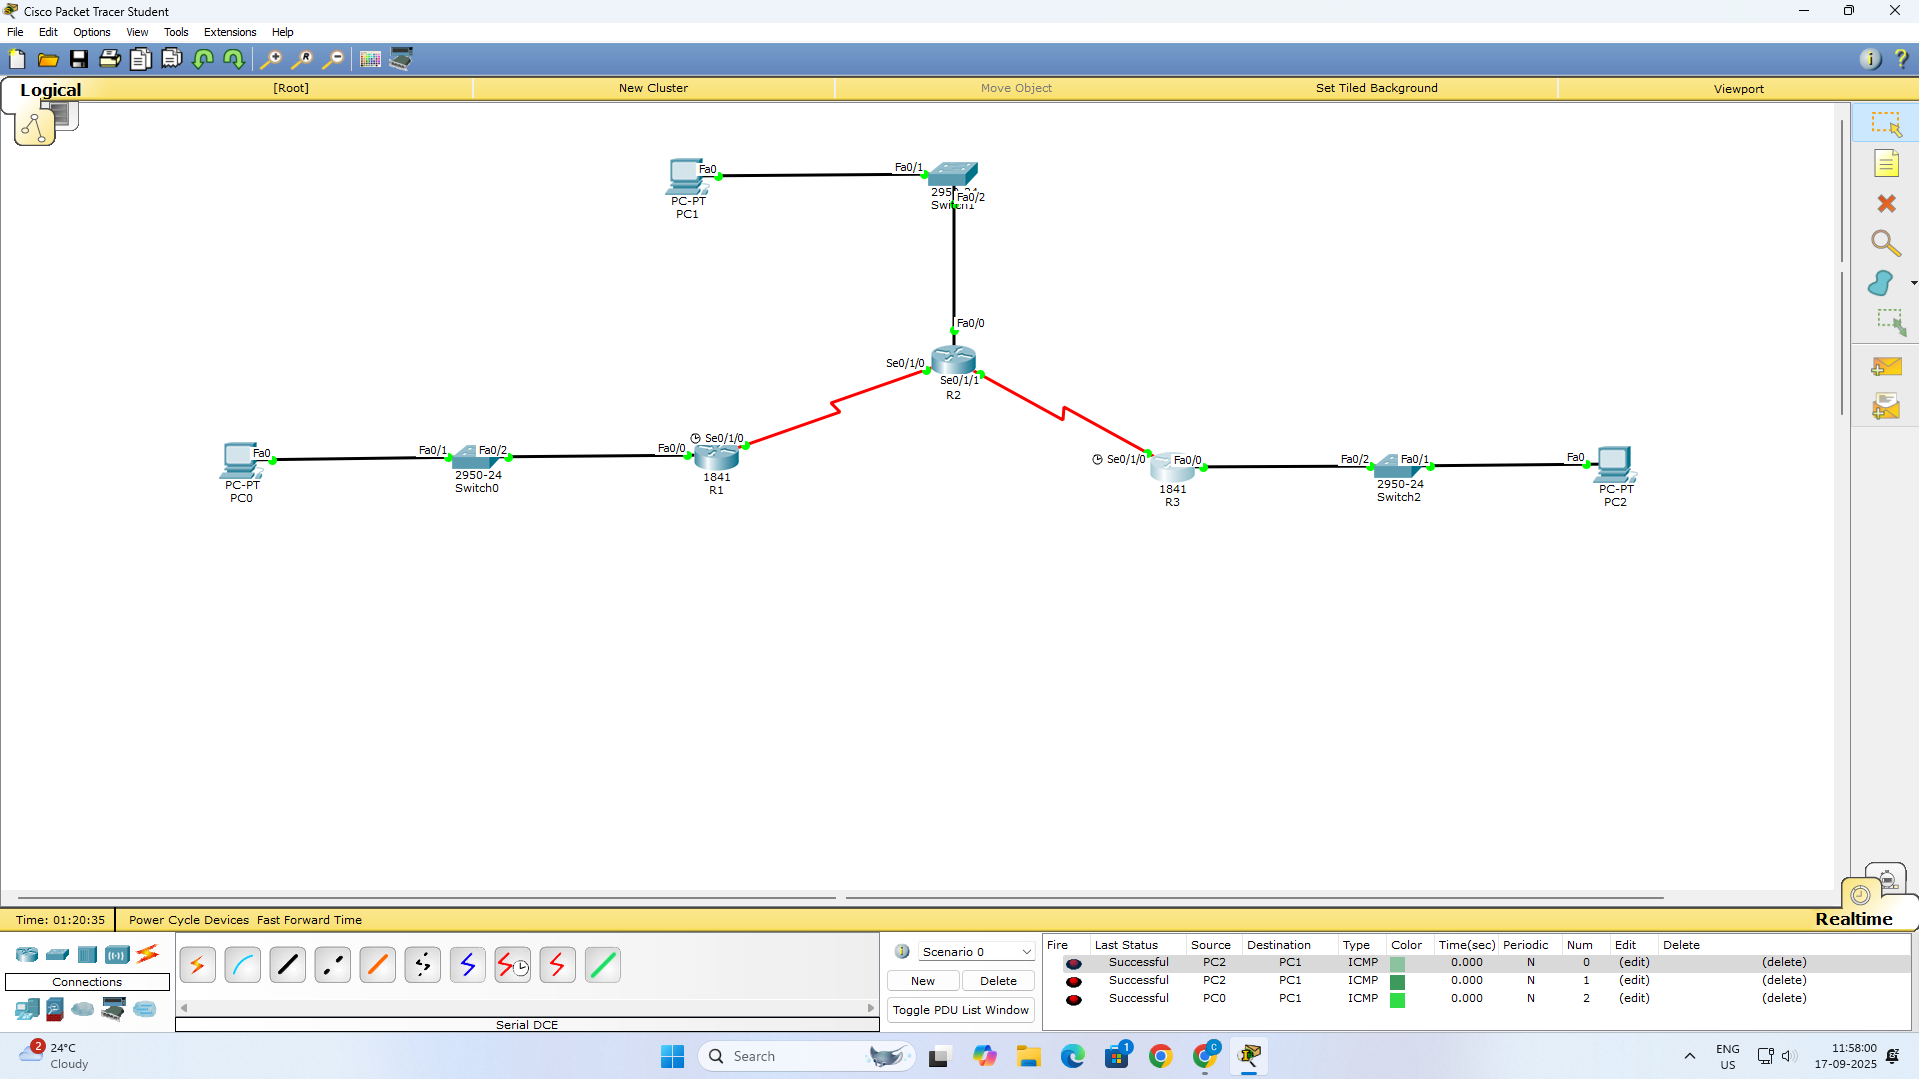 Cisco Packet Tracer Student
File Edit Options View Tools Extensions Help
Logical [Root] New Cluster Move Object Set Tiled Background Viewport
Fa0 Fa0/1
PC-PT
PC1
2950-24
Fa0/2
Switch1
Fa0/0
Se0/1/0
Se0/1/1
R2
Se0/1/0
Fa0 Fa0/1 Fa0/2 Fa0/0
PC-PT
PC0
2950-24
Switch0
1841
R1
Se0/1/0 Fa0/0 Fa0/2 Fa0/1 Fa0
1841
R3
2950-24
Switch2
PC-PT
PC2
Time: 01:20:35 Power Cycle Devices Fast Forward Time Realtime
Connections
Serial DCE
Scenario 0
New Delete
Toggle PDU List Window
Fire Last Status Source Destination Type Color Time(sec) Periodic Num Edit Delete
Successful PC2 PC1 ICMP 0.000 N 0 (edit) (delete)
Successful PC2 PC1 ICMP 0.000 N 1 (edit) (delete)
Successful PC0 PC1 ICMP 0.000 N 2 (edit) (delete)
2
24°C
Cloudy
Search
1
C
ENG
US
11:58:00
17-09-2025